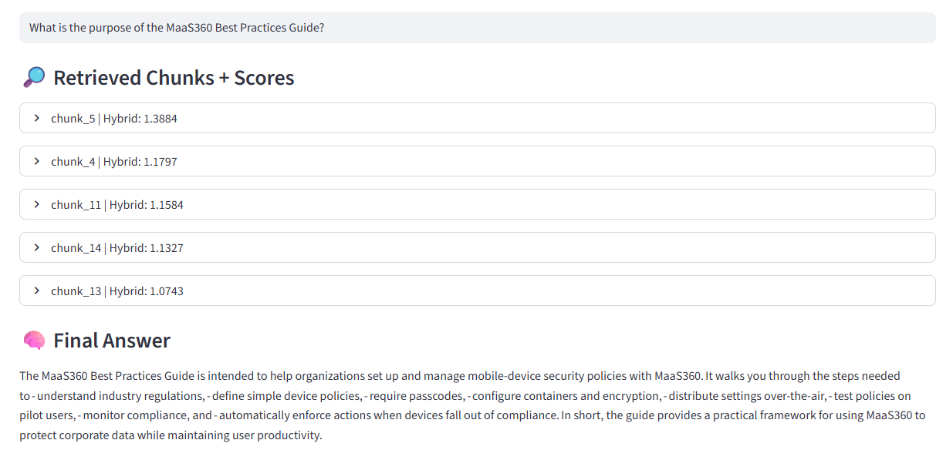 What is the purpose of the MaaS360 Best Practices Guide?
Retrieved Chunks + Scores
chunk_5 | Hybrid: 1.3884
chunk_4 | Hybrid: 1.1797
chunk_11 | Hybrid: 1.1584
chunk_14 | Hybrid: 1.1327
chunk_13 | Hybrid: 1.0743
Final Answer
The MaaS360 Best Practices Guide is intended to help organizations set up and manage mobile-device security policies with MaaS360. It walks you through the steps needed
to - understand industry regulations, - define simple device policies, - require passcodes, - configure containers and encryption, - distribute settings over-the-air, - test policies on
pilot users, - monitor compliance, and - automatically enforce actions when devices fall out of compliance. In short, the guide provides a practical framework for using MaaS360 to
protect corporate data while maintaining user productivity.